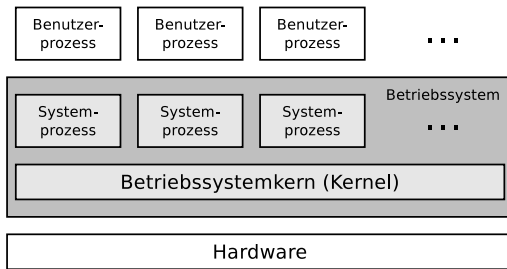 Benutzer-
prozess
Benutzer-
prozess
Benutzer-
prozess
...
Betriebssystem
System-
prozess
System-
prozess
System-
prozess
...
Betriebssystemkern (Kernel)
Hardware